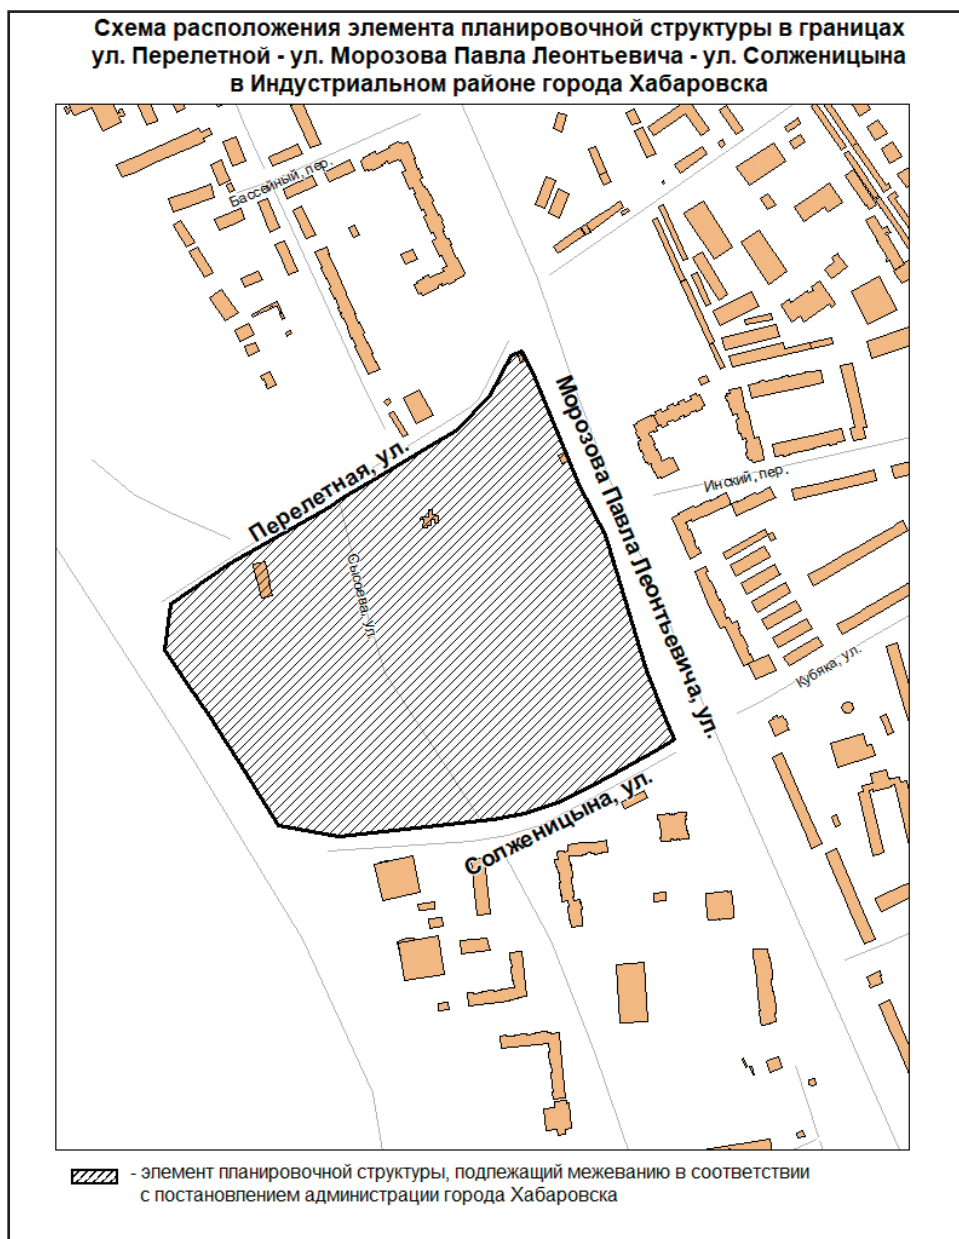 Схема расположения элемента планировочной структуры в границах
ул. Перелетной - ул. Морозова Павла Леонтьевича - ул. Солженицына
в Индустриальном районе города Хабаровска
Бассейный, пер.
Морозова Павла Леонтьевича, ул.
Перелетная, ул.
Инский, пер.
Сысоева, ул.
Кубяка, ул.
Солженицына, ул.
- элемент планировочной структуры, подлежащий межеванию в соответствии
с постановлением администрации города Хабаровска